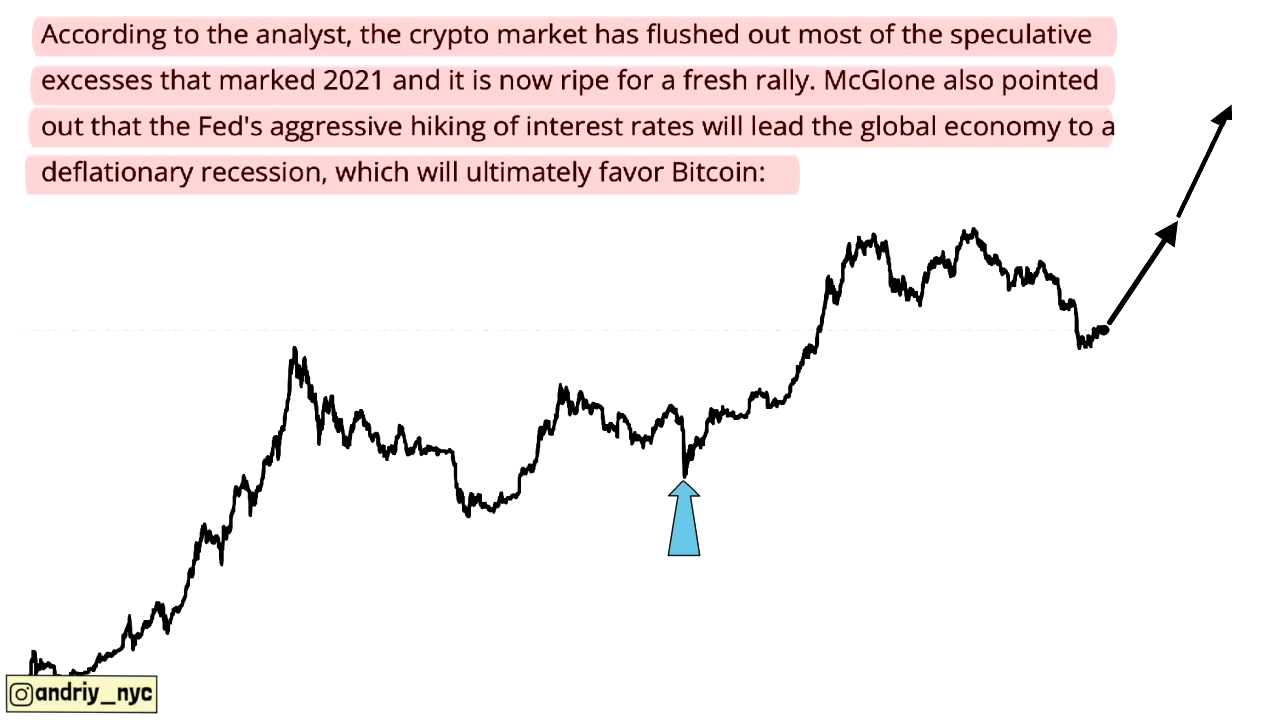 According to the analyst, the crypto market has flushed out most of the speculative
excesses that marked 2021 and it is now ripe for a fresh rally. McGlone also pointed
out that the Fed's aggressive hiking of interest rates will lead the global economy to a
deflationary recession, which will ultimately favor Bitcoin:
andriy_nyc